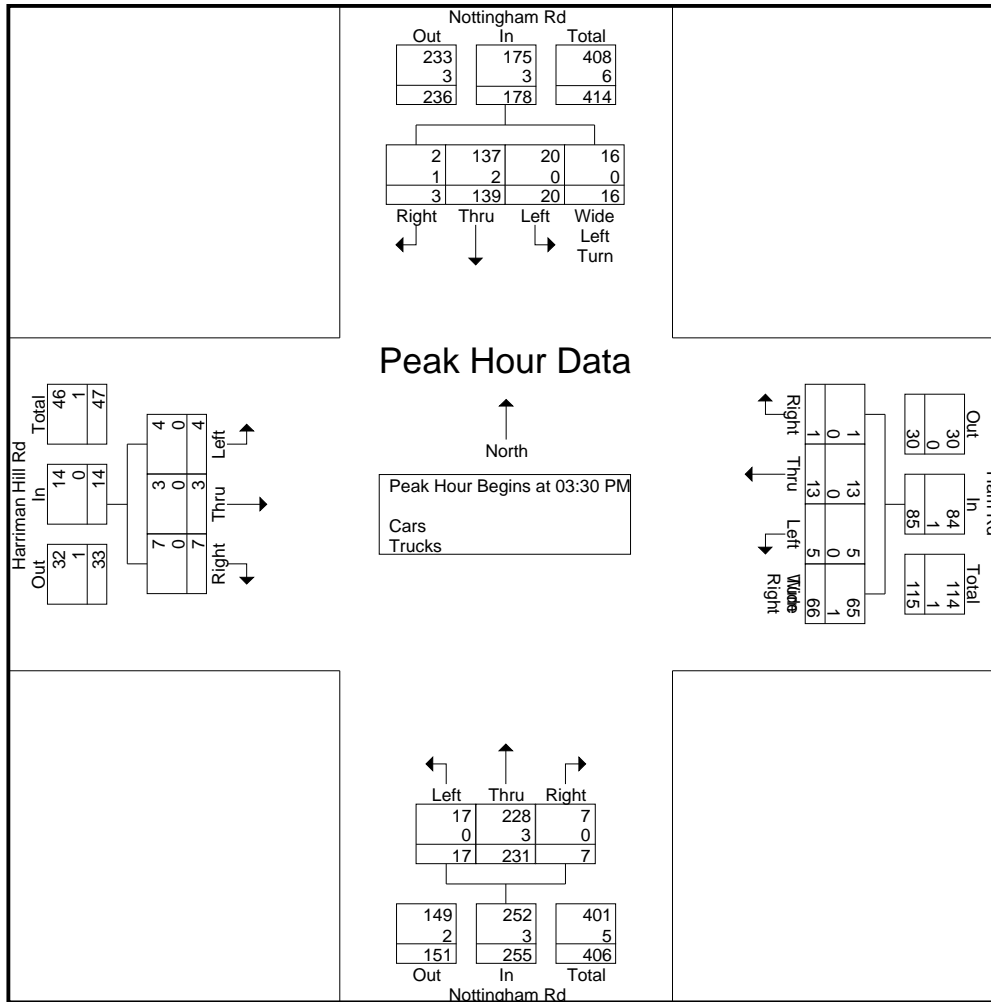 Nottingham Rd
Out In Total
233 175 408
3 3 6
236 178 414
2 137 20 16
1 2 0 0
3 139 20 16
Right Thru Left Wide
Left
Turn
Peak Hour Data
North
Peak Hour Begins at 03:30 PM
Cars
Trucks
Harriman Hill Rd
Total In Out
46 14 32
1 0 1
47 14 33
4 3 7
0 0 0
4 3 7
Left Thru Right
Out In Total
30 84 114
0 1 1
30 85 115
1 13 5 65
0 0 0 1
1 13 5 66
Right Thru Left
Right
Left Thru Right
17 228 7
0 3 0
17 231 7
149 252 401
2 3 5
151 255 406
Out In Total
Nottingham Rd